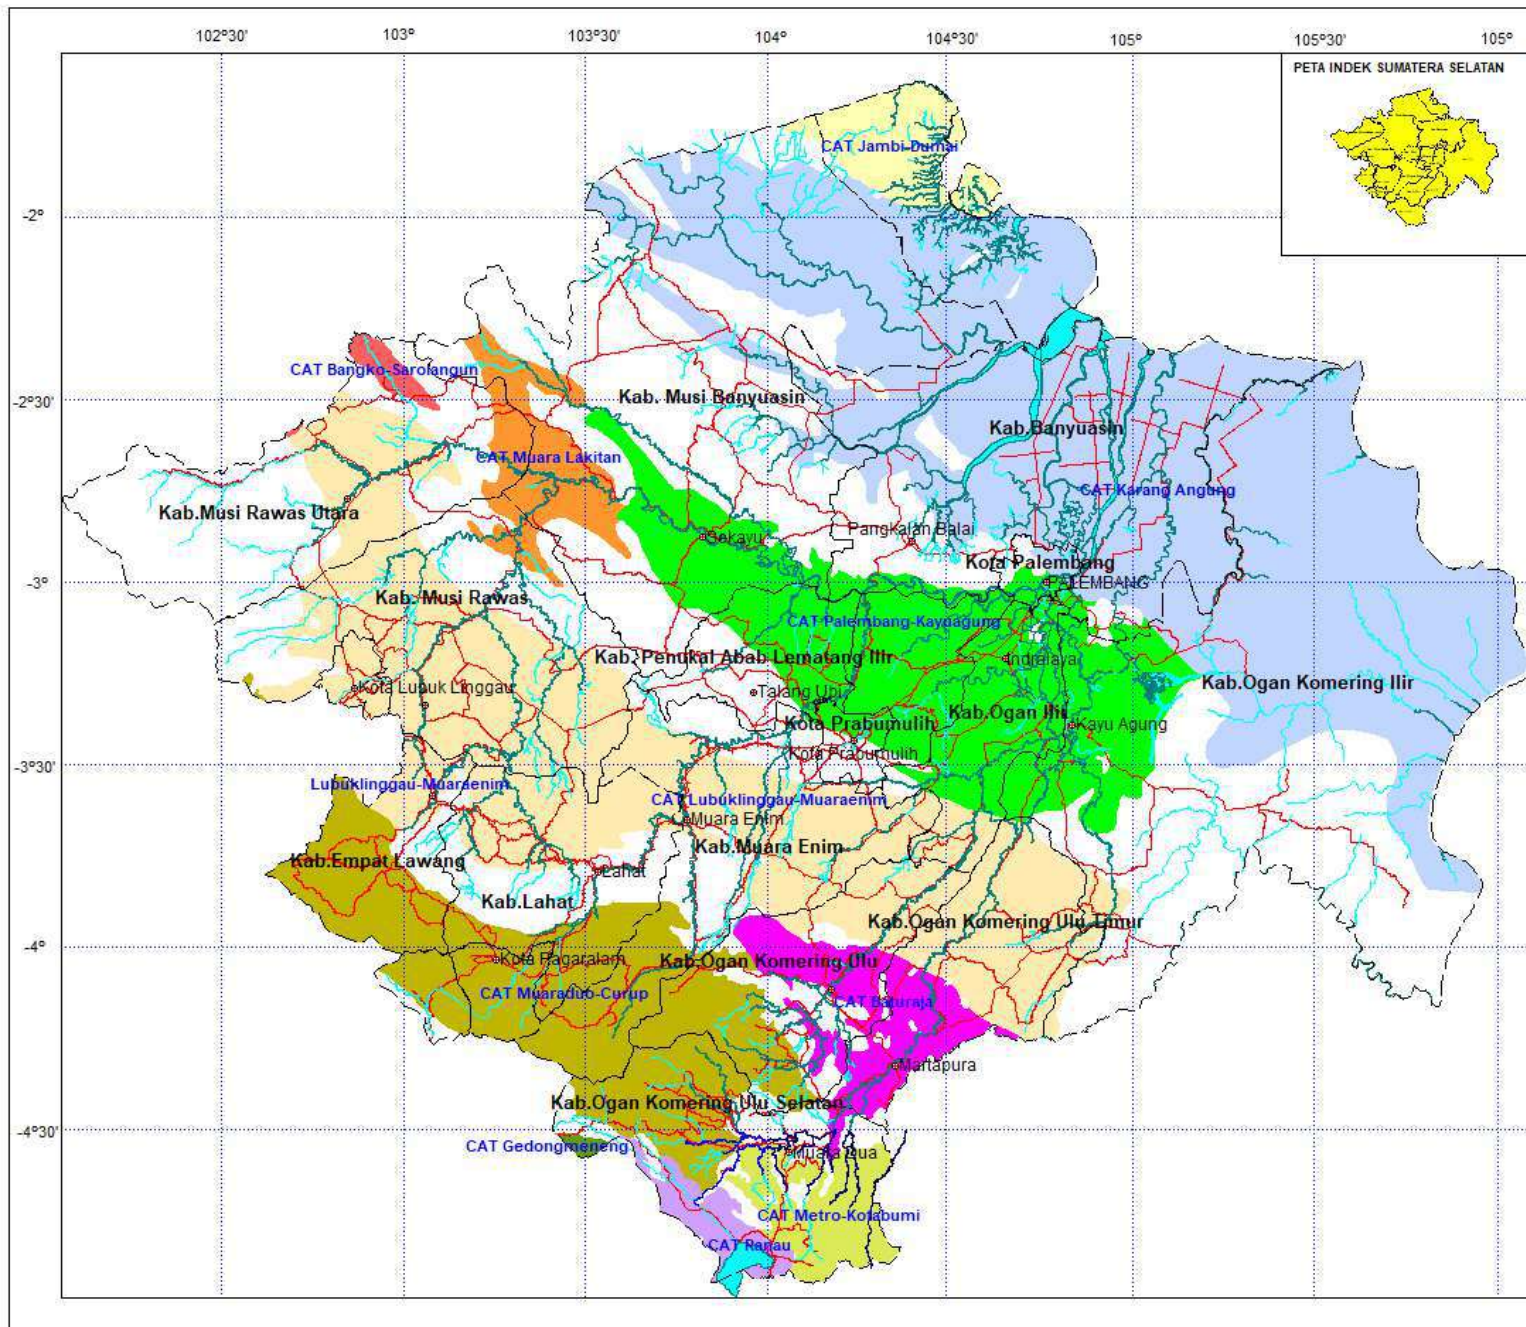 102°30' 103° 103°30' 104° 104°30' 105° 105°30' 105°
PETA INDEK SUMATERA SELATAN
CAT Jambi-Dumai
-2°
CAT Bangko-Sarolangun
Kab. Musi Banyuasin
-2°30'
Kab.Banyuasin
CAT Muara Lakitan
CAT Karang Angung
Kab.Musi Rawas Utara
Pangkalan Balai
Sekayu
Kota Palembang
-3°
PALEMBANG
Kab. Musi Rawas
CAT Palembang-Kayuagung
Kab. Penukal Abab Lematang Ilir
Indrelaya
Kab.Ogan Komering Ilir
Kota Lubuk Linggau
Talang Ubi
Kab.Ogan Ilir
Kota Prabumulih
Kayu Agung
Kota Prabumulih
-3°30'
Lubuklinggau-Muaraenim
CAT Lubuklinggau-Muaraenim
Muara Enim
Kab.Muara Enim
Kab.Empat Lawang
Lahat
Kab.Lahat
Kab.Ogan Komering Ulu Timur
-4°
Kota Pagaralam
Kab.Ogan Komering Ulu
CAT Muaraduo-Curup
CAT Baturaja
Martapura
Kab.Ogan Komering Ulu Selatan
-4°30'
CAT Gedongmeneng
Muara Dua
CAT Metro-Kotabumi
CAT Ranau